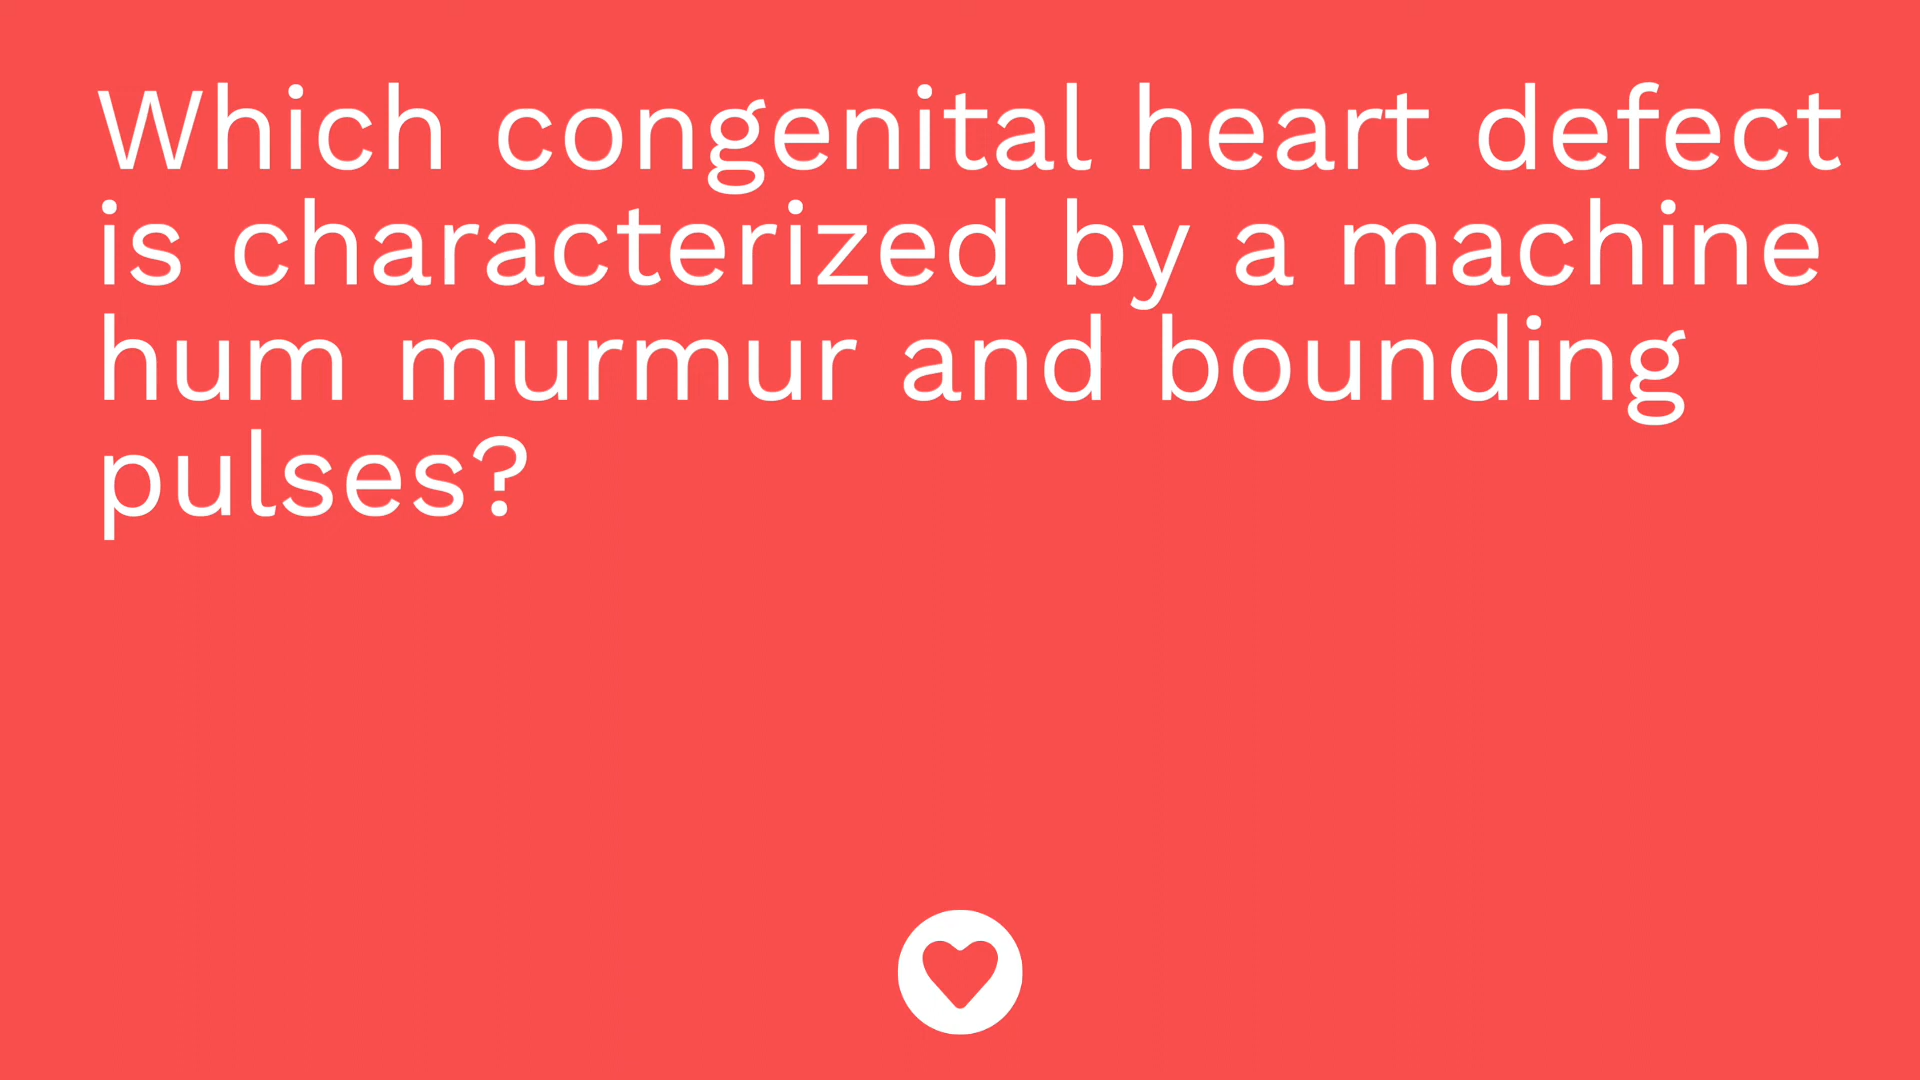 Which congenital heart defect
is characterized by a machine
hum murmur and bounding
pulses?